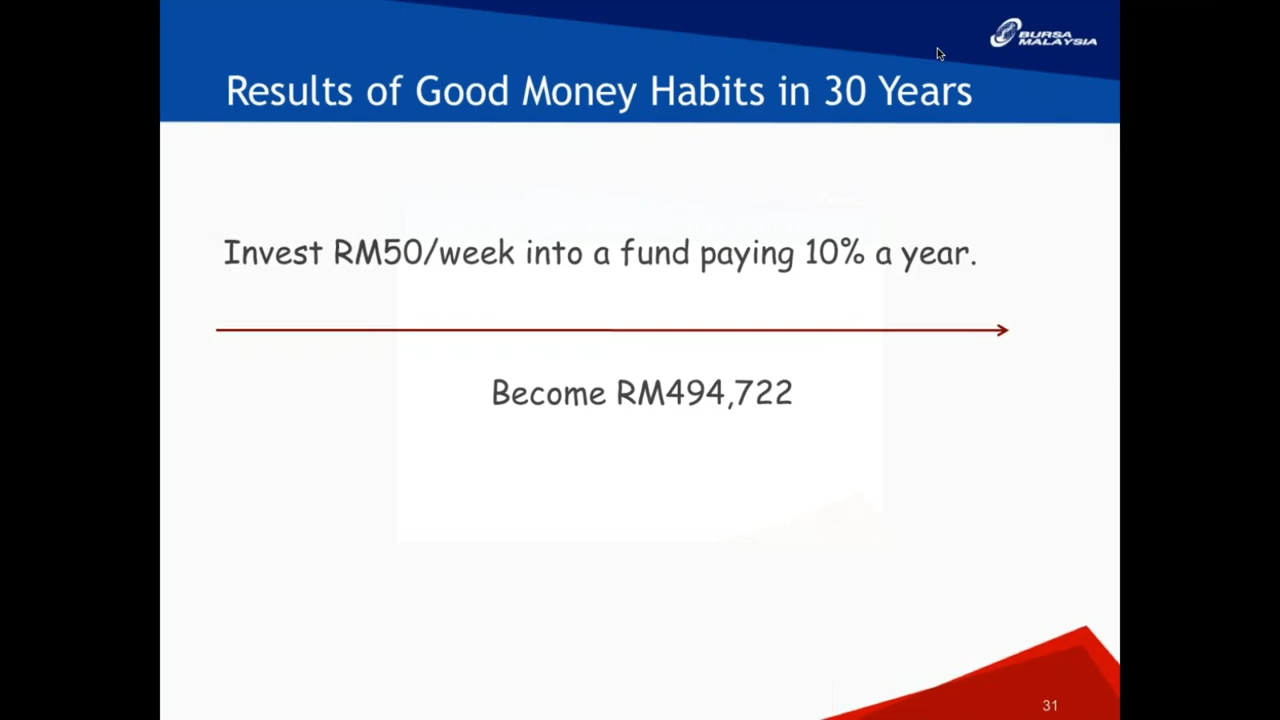 BURSA
MALAYSIA
Results of Good Money Habits in 30 Years
Invest RM50/week into a fund paying 10% a year.
Become RM494,722
31